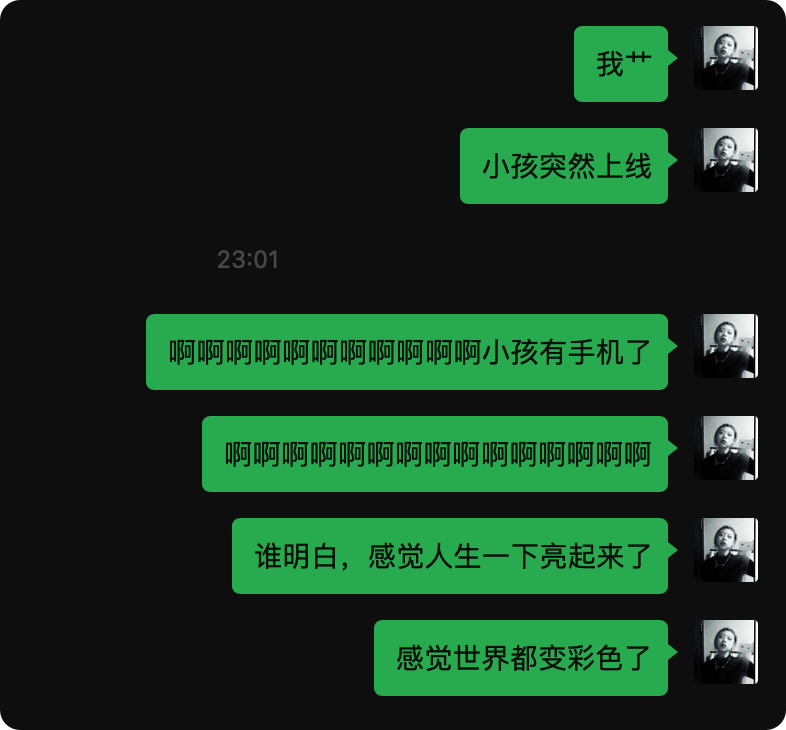 我艹
小孩突然上线
23:01
啊啊啊啊啊啊啊啊啊啊啊小孩有手机了
啊啊啊啊啊啊啊啊啊啊啊啊啊啊啊
谁明白，感觉人生一下亮起来了
感觉世界都变彩色了